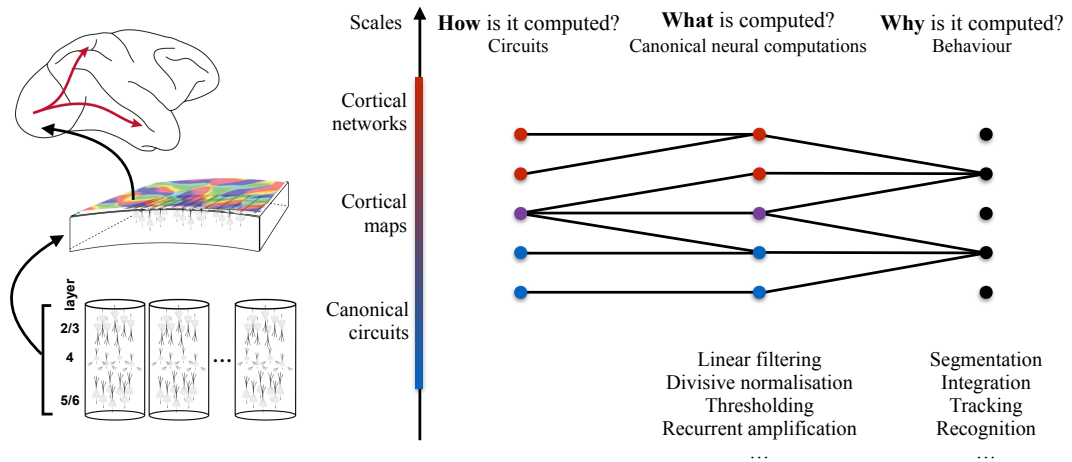 Scales
How is it computed?
Circuits
What is computed?
Canonical neural computations
Why is it computed?
Behaviour
Cortical
networks
Cortical
maps
Canonical
circuits
layer
2/3
4
5/6
...
Linear filtering
Divisive normalisation
Thresholding
Recurrent amplification
...
Segmentation
Integration
Tracking
Recognition
...